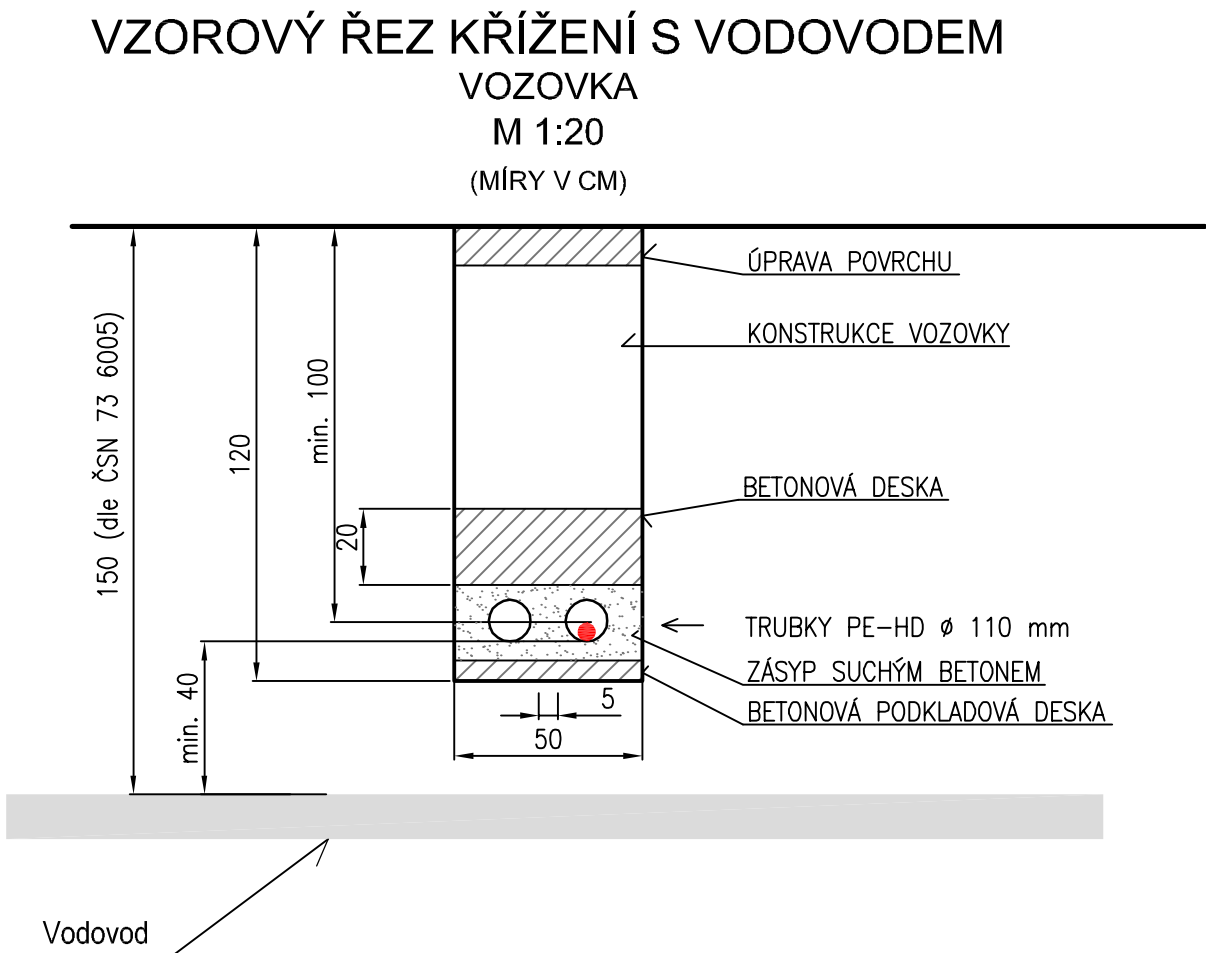 VZOROVÝ ŘEZ KŘÍŽENÍ S VODOVODEM
VOZOVKA
M 1:20
(MÍRY V CM)
ÚPRAVA POVRCHU
KONSTRUKCE VOZOVKY
BETONOVÁ DESKA
TRUBKY PE-HD ø 110 mm
ZÁSYP SUCHÝM BETONEM
BETONOVÁ PODKLADOVÁ DESKA
150 (dle ČSN 73 6005)
120
min. 100
20
min. 40
5
50
Vodovod